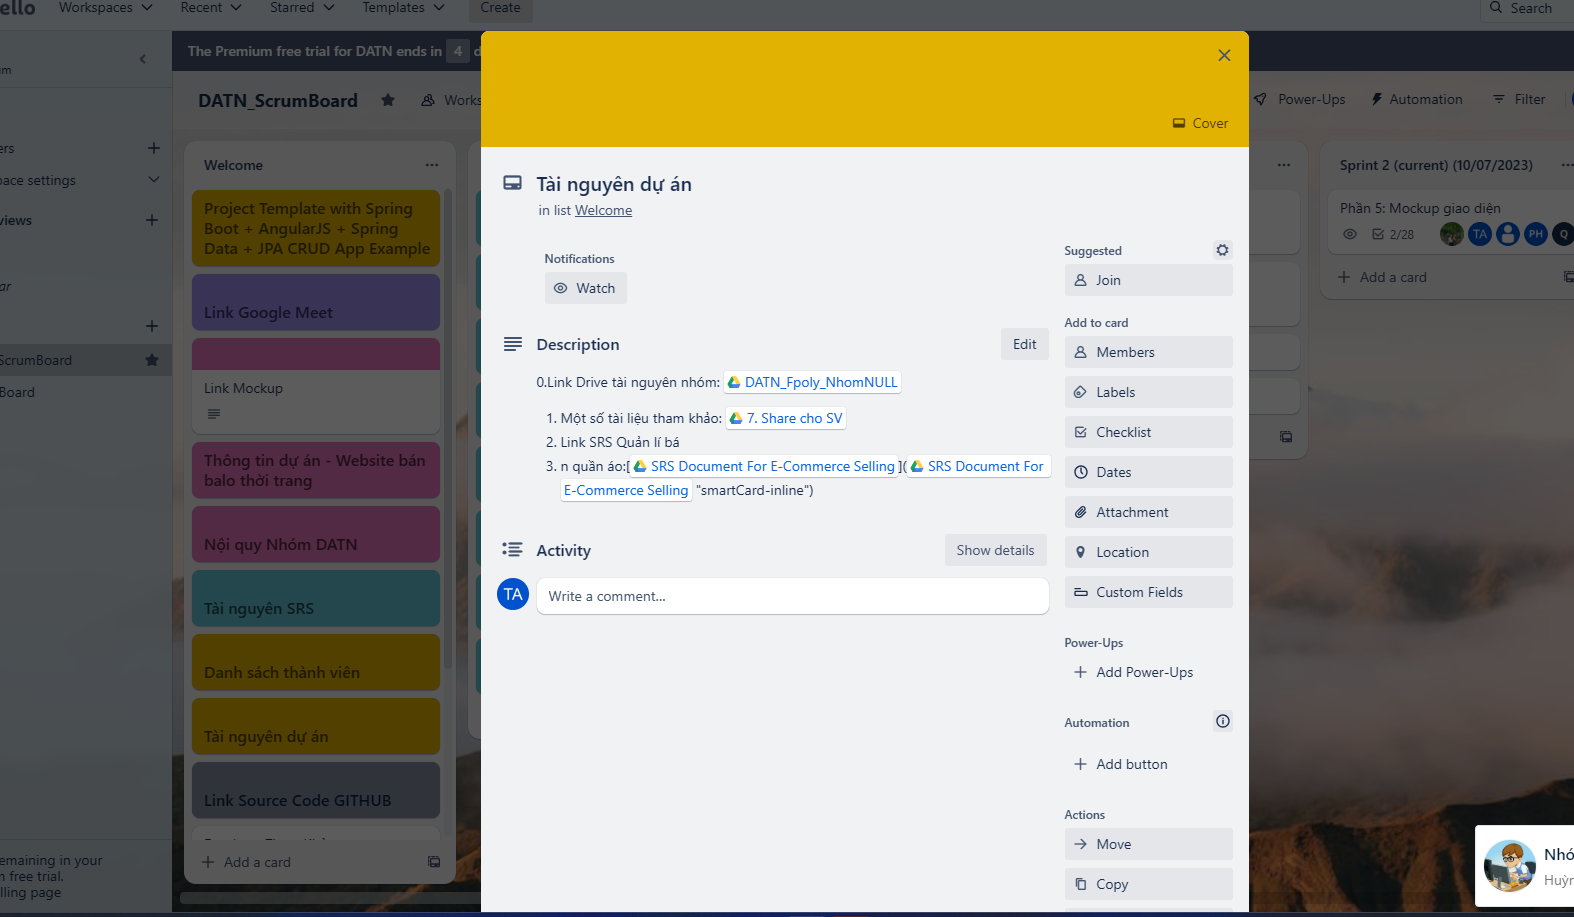 ello Workspaces Recent Starred Templates Create Search
The Premium free trial for DATN ends in 4 d
DATN_ScrumBoard Works Power-Ups Automation Filter
ers
ace settings
views
ar
ScrumBoard
Board
emaining in your
n free trial.
lling page
Welcome
Project Template with Spring
Boot + AngularJS + Spring
Data + JPA CRUD App Example
Link Google Meet
Link Mockup
Thông tin dự án - Website bán
balo thời trang
Nội quy Nhóm DATN
Tài nguyên SRS
Danh sách thành viên
Tài nguyên dự án
Link Source Code GITHUB
Add a card
Cover
Tài nguyên dự án
in list Welcome
Notifications
Watch
Description
Edit
0.Link Drive tài nguyên nhóm: DATN_Fpoly_NhomNULL
1. Một số tài liệu tham khảo: 7. Share cho SV
2. Link SRS Quản lí bá
3. n quần áo:[ SRS Document For E-Commerce Selling ]( SRS Document For
E-Commerce Selling "smartCard-inline")
Activity
Show details
TA
Write a comment…
Suggested
Join
Add to card
Members
Labels
Checklist
Dates
Attachment
Location
Custom Fields
Power-Ups
Add Power-Ups
Automation
Add button
Actions
Move
Copy
Sprint 2 (current) (10/07/2023)
Phần 5: Mockup giao diện
2/28 TA PH Q
Add a card
Nhó
Huỳn